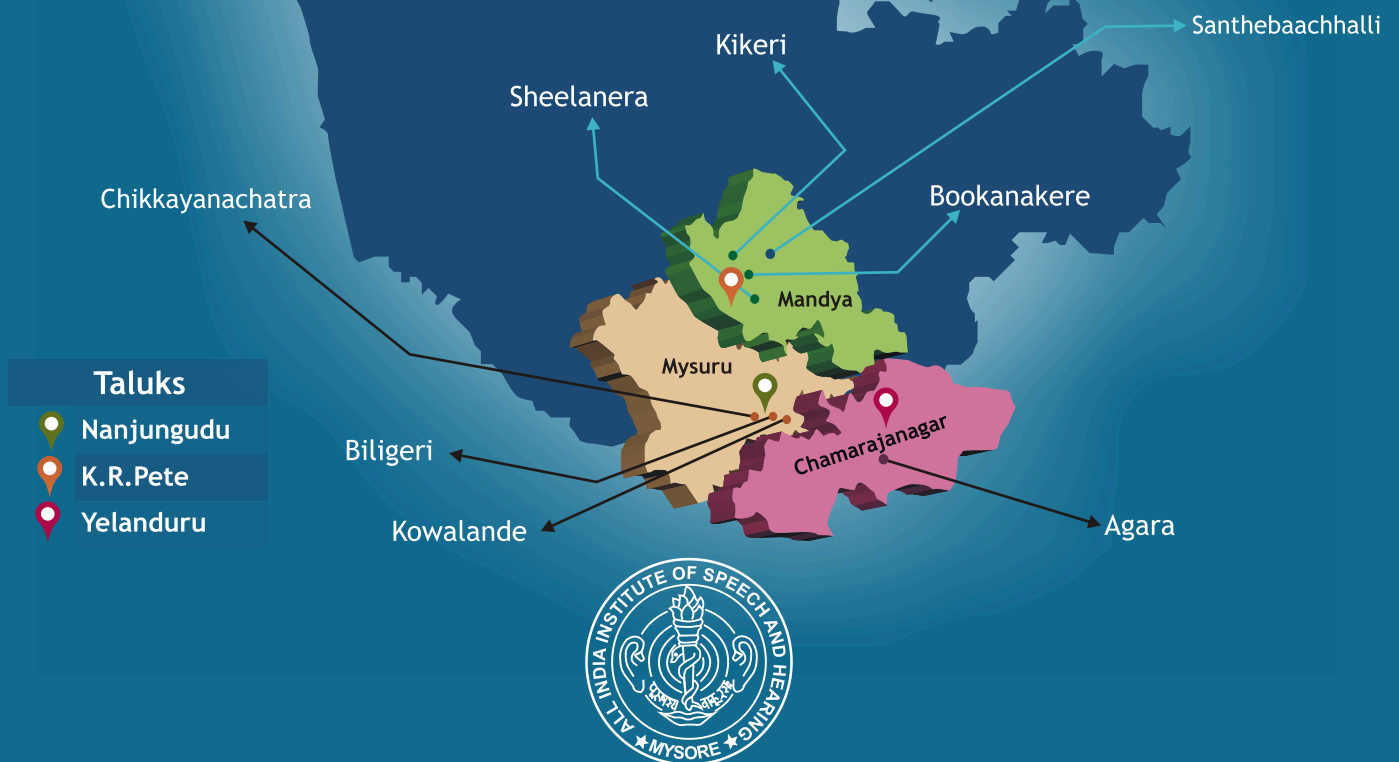 Santhebaachhalli
Kikeri
Sheelanera
Chikkayanachatra
Bookanakere
Mandya
Mysuru
Taluks
Nanjungudu
K.R.Pete
Yelanduru
Chamarajanagar
Biligeri
Kowalande
Agara
ALL INDIA INSTITUTE OF SPEECH AND HEARING
MYSORE